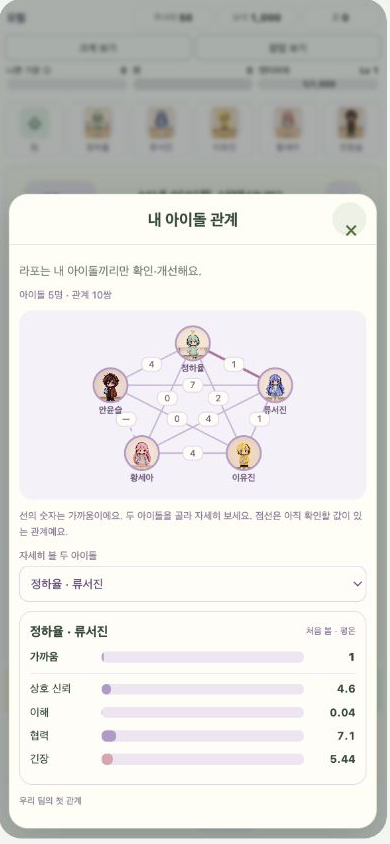 내 아이돌 관계
×
라포는 내 아이돌끼리만 확인·개선해요.
아이돌 5명 · 관계 10쌍
정하율
4
1
7
안윤슬
0
2
류서진
—
0
4
1
4
황세아
이유진
선의 숫자는 가까움이에요. 두 아이돌을 골라 자세히 보세요. 점선은 아직 확인할 값이 있
는 관계예요.
자세히 볼 두 아이돌
정하율 · 류서진
정하율 · 류서진
처음 봄 · 평온
가까움 1
상호 신뢰 4.6
이해 0.04
협력 7.1
긴장 5.44
우리 팀의 첫 관계